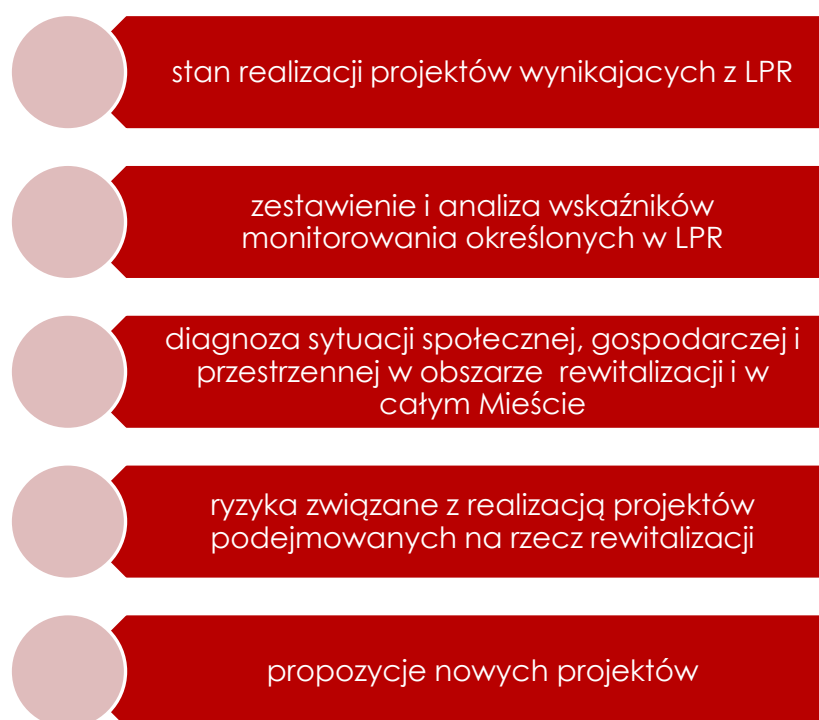 stan realizacji projektów wynikajacych z LPR
zestawienie i analiza wskaźników
monitorowania określonych w LPR
diagnoza sytuacji społecznej, gospodarczej i
przestrzennej w obszarze rewitalizacji i w
całym Mieście
ryzyka związane z realizacją projektów
podejmowanych na rzecz rewitalizacji
propozycje nowych projektów